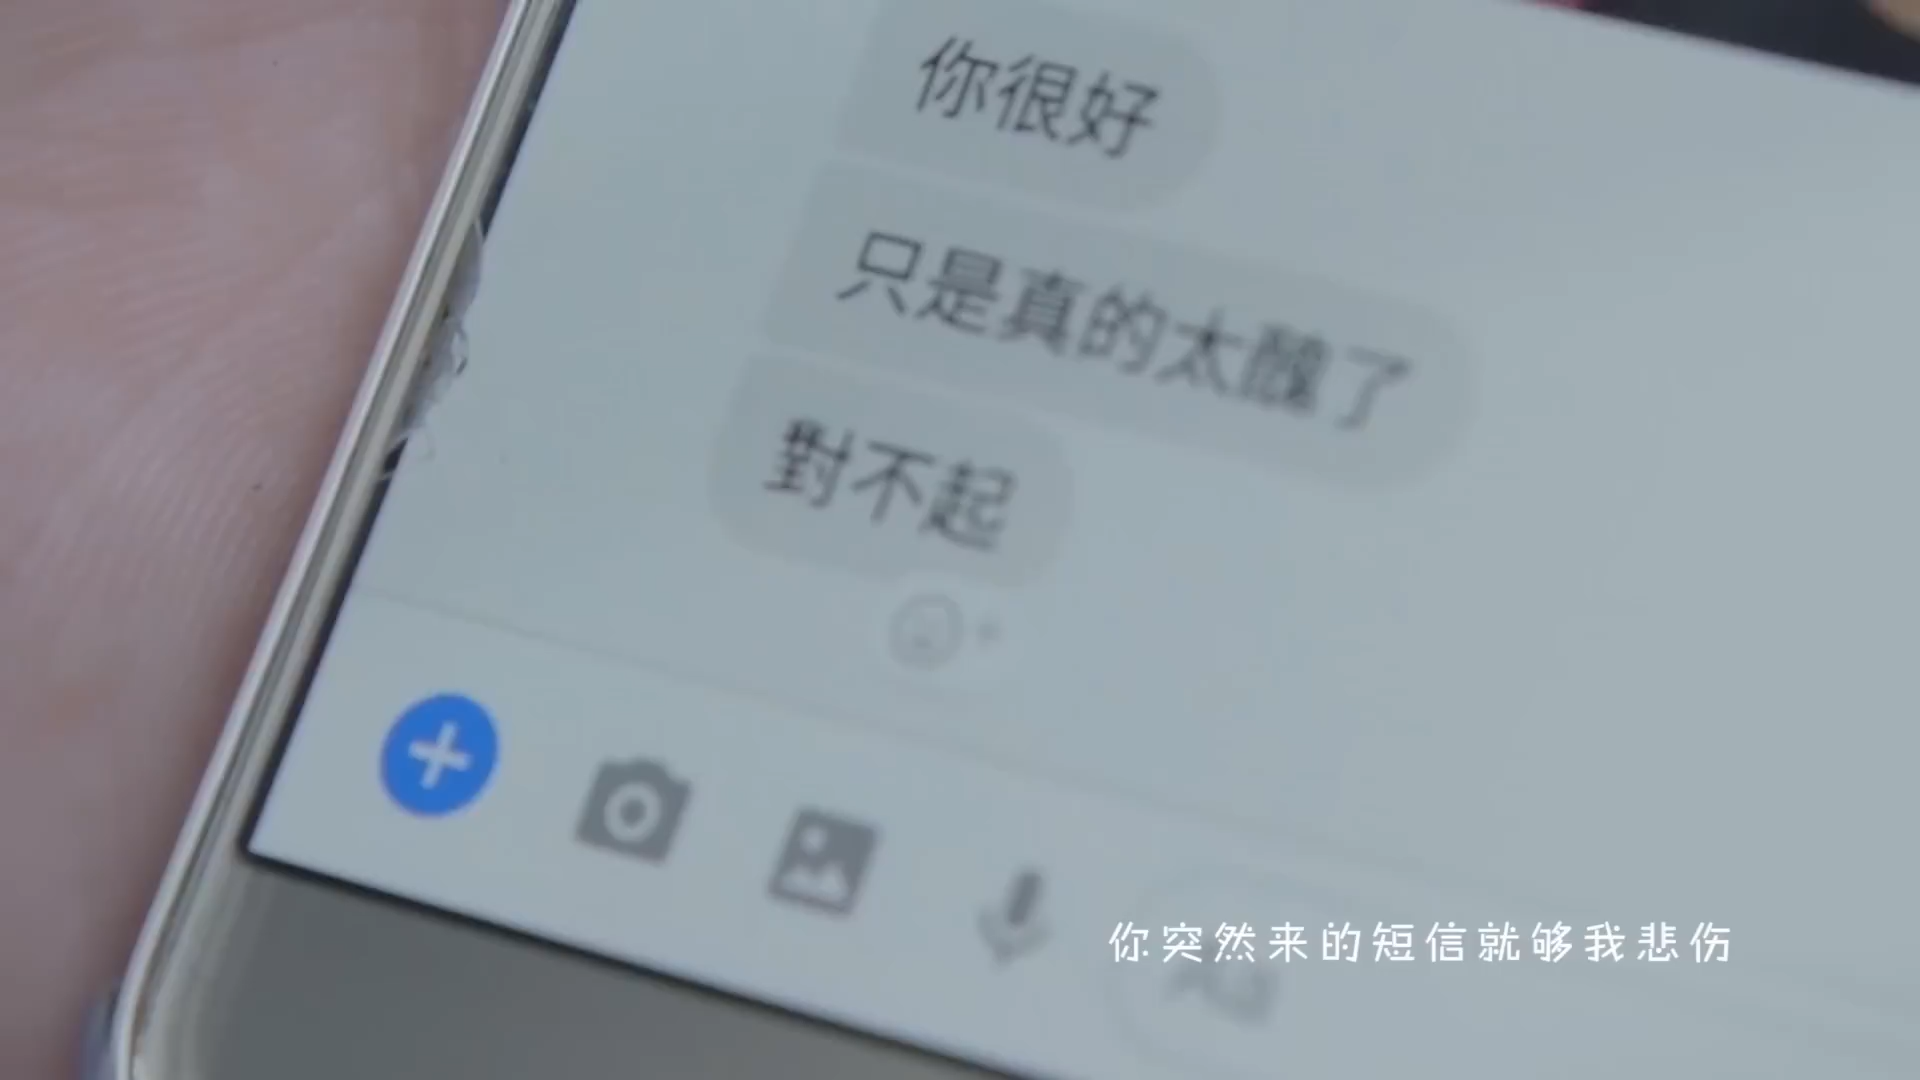 你很好
只是真的太醜了
對不起
你突然来的短信就够我悲伤